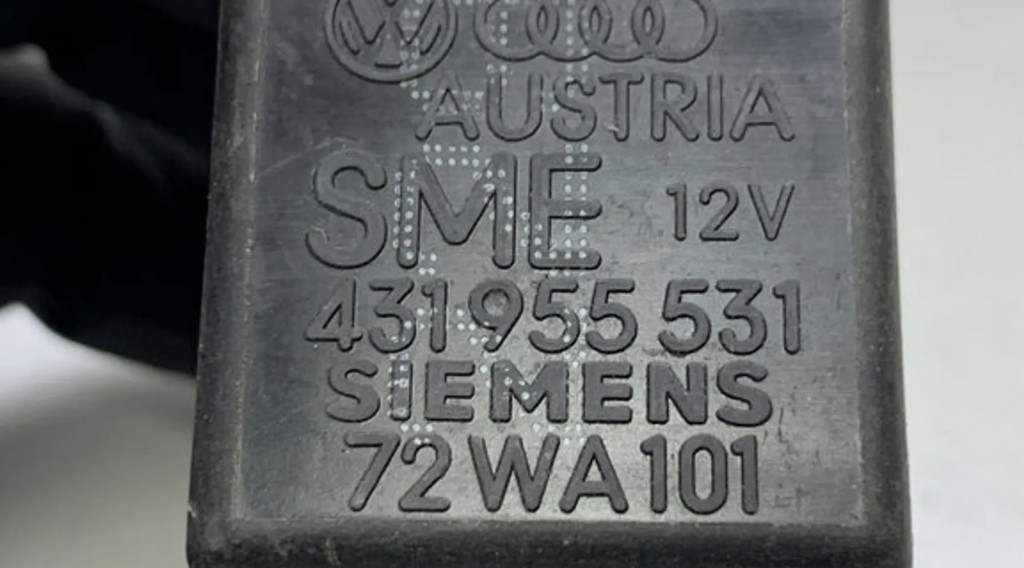 AUSTRIA
SME 12V
431 955 531
SIEMENS
72 WA 101